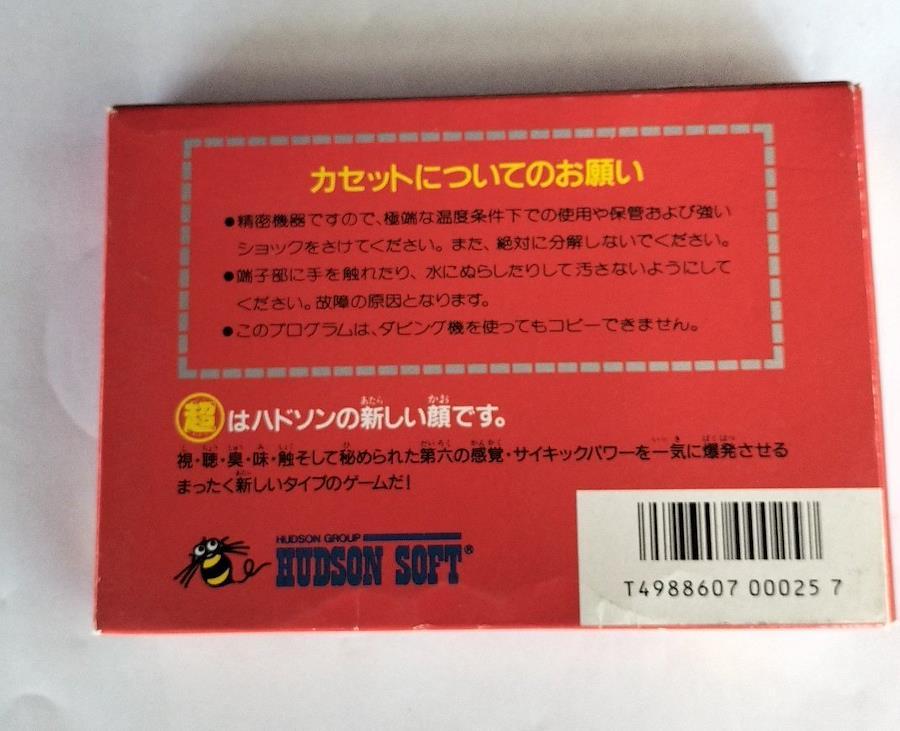 カセットについてのお願い
●精密機器ですので、極端な温度条件下での使用や保管および強い
ショックをさけてください。また、絶対に分解しないでください。
●端子部に手を触れたり、水にぬらしたりして汚さないようにして
ください。故障の原因となります。
●このプログラムは、ダビング機を使ってもコピーできません。
超はハドソンの新しい顔です。
視・聴・臭・味・触そして秘められた第六の感覚・サイキックパワーを一気に爆発させる
まったく新しいタイプのゲームだ!
HUDSON GROUP
HUDSON SOFT®
T4988607 00025 7